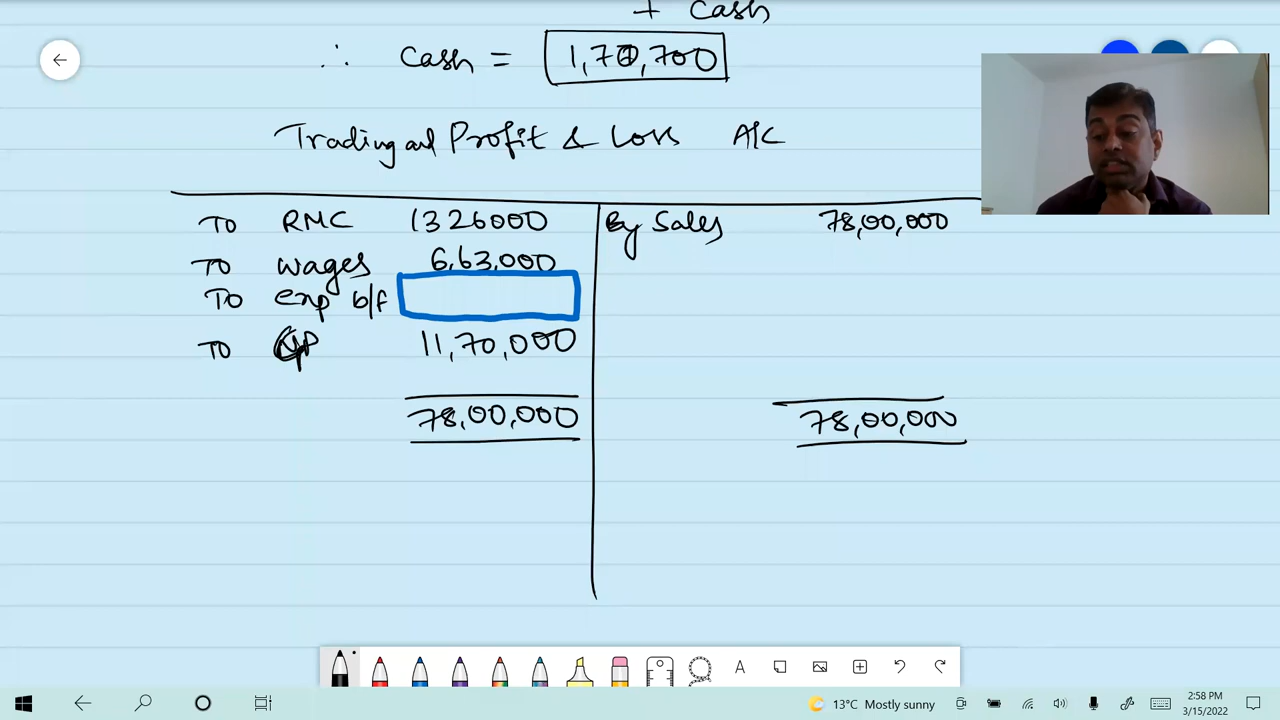 + Cash
∴ Cash = 1,70,700
Trading and Profit & Loss A/C
To RMC 1326000 By Sales 78,00,000
To wages 6,63,000
To exp b/f
To GP 11,70,000
78,00,000 78,00,000
A
13°C Mostly sunny
2:58 PM
3/15/2022